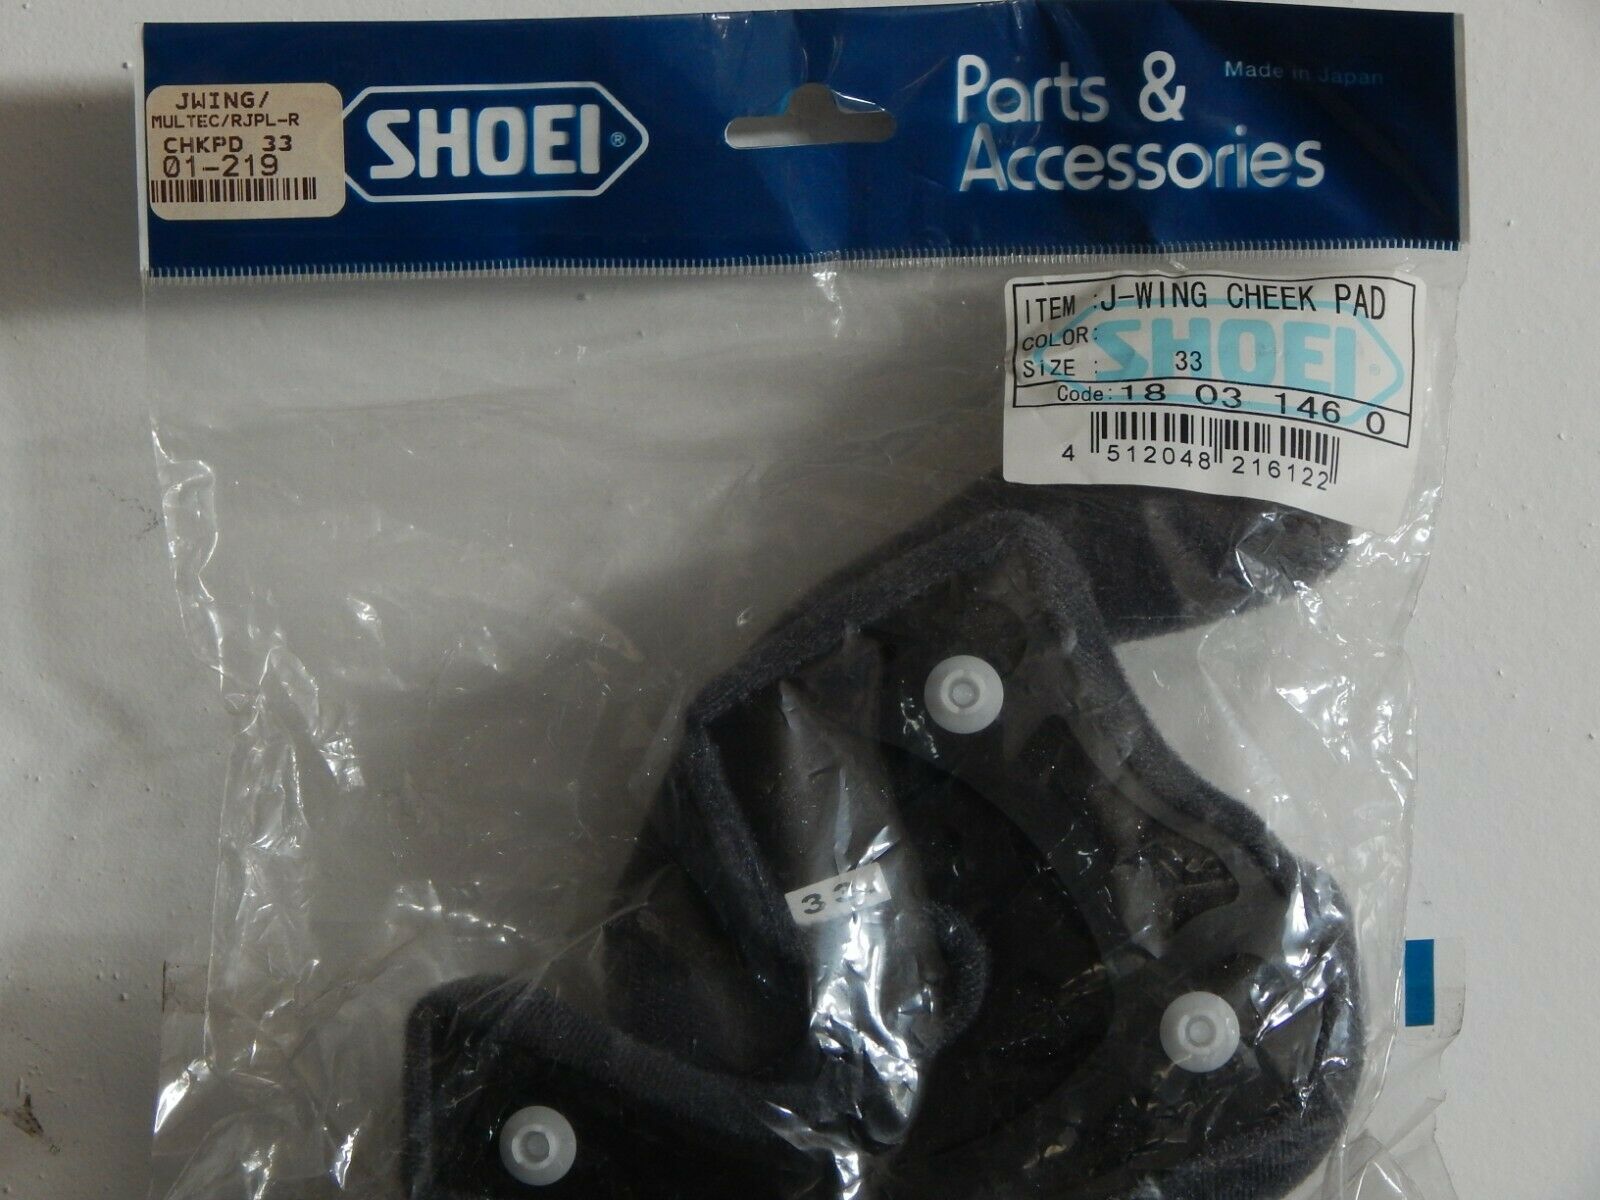 JWING/
MULTEC/RJPL-R
CHKPD 33
01-219
SHOEI®
Parts &
Accessories
Made in Japan
ITEM :J-WING CHEEK PAD
COLOR:
SIZE : 33
SHOEI®
Code:18 03 146 0
4 512048 216122
33